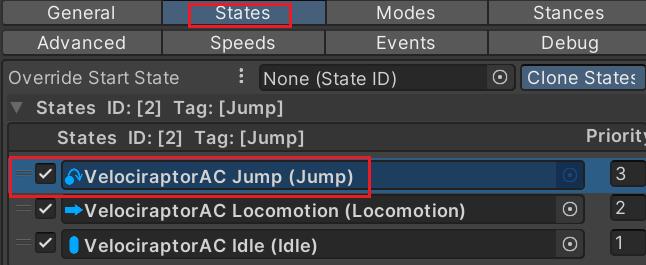 General States Modes Stances
Advanced Speeds Events Debug
Override Start State None (State ID) Clone States
States ID: [2] Tag: [Jump]
States ID: [2] Tag: [Jump] Priority
VelociraptorAC Jump (Jump) 3
VelociraptorAC Locomotion (Locomotion) 2
VelociraptorAC Idle (Idle) 1